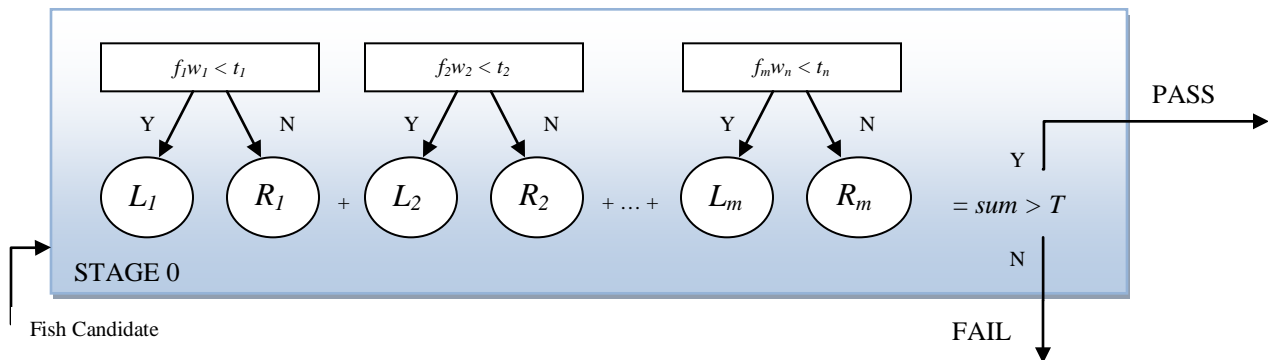 f1w1 < t1 f2w2 < t2 fmwn < tn
PASS
Y N Y N Y N
Y
L1 R1 + L2 R2 + ... + Lm Rm = sum > T
N
STAGE 0
Fish Candidate
FAIL